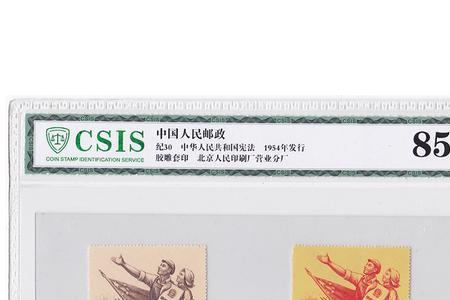 CSIS
COIN STAMP IDENTIFICATION SERVICE
中国人民邮政
纪30 中华人民共和国宪法 1954年发行
胶雕套印 北京人民印刷厂营业分厂
85